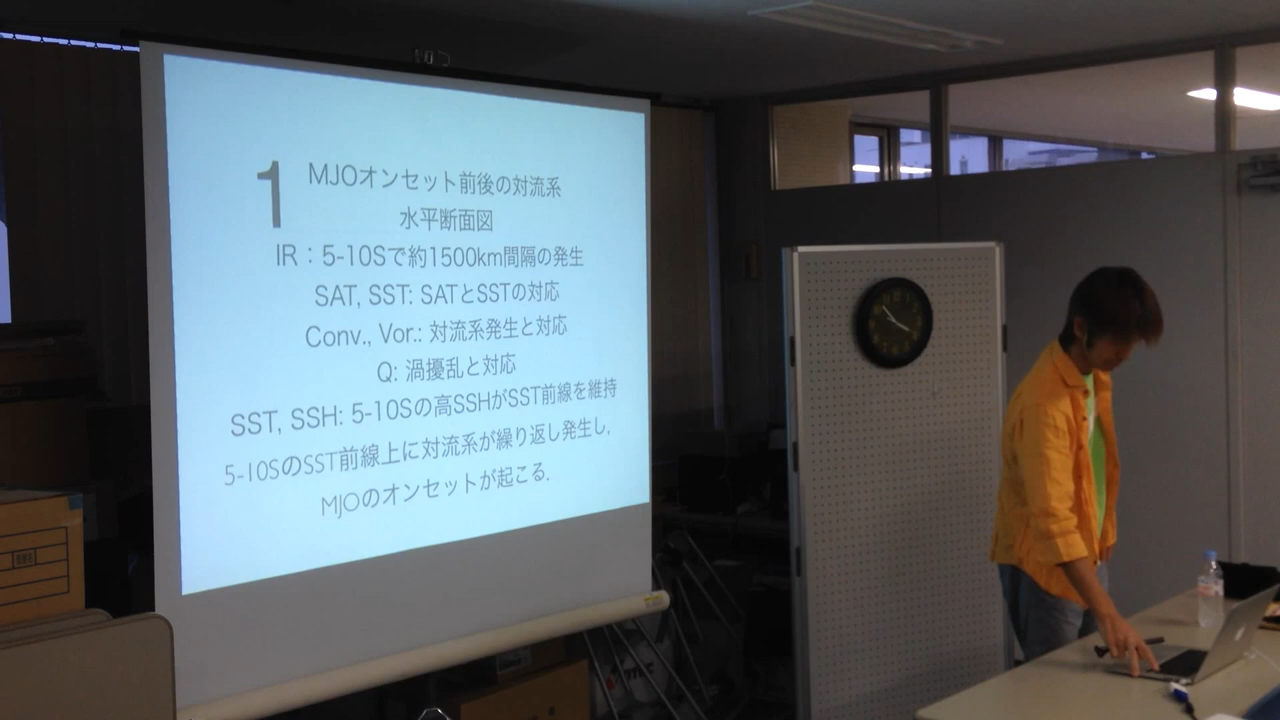 1 MJOオンセット前後の対流系
水平断面図
IR：5-10Sで約1500km間隔の発生
SAT, SST: SATとSSTの対応
Conv., Vor.: 対流系発生と対応
Q: 渦擾乱と対応
SST, SSH: 5-10Sの高SSHがSST前線を維持
5-10SのSST前線上に対流系が繰り返し発生し,
MJOのオンセットが起こる.